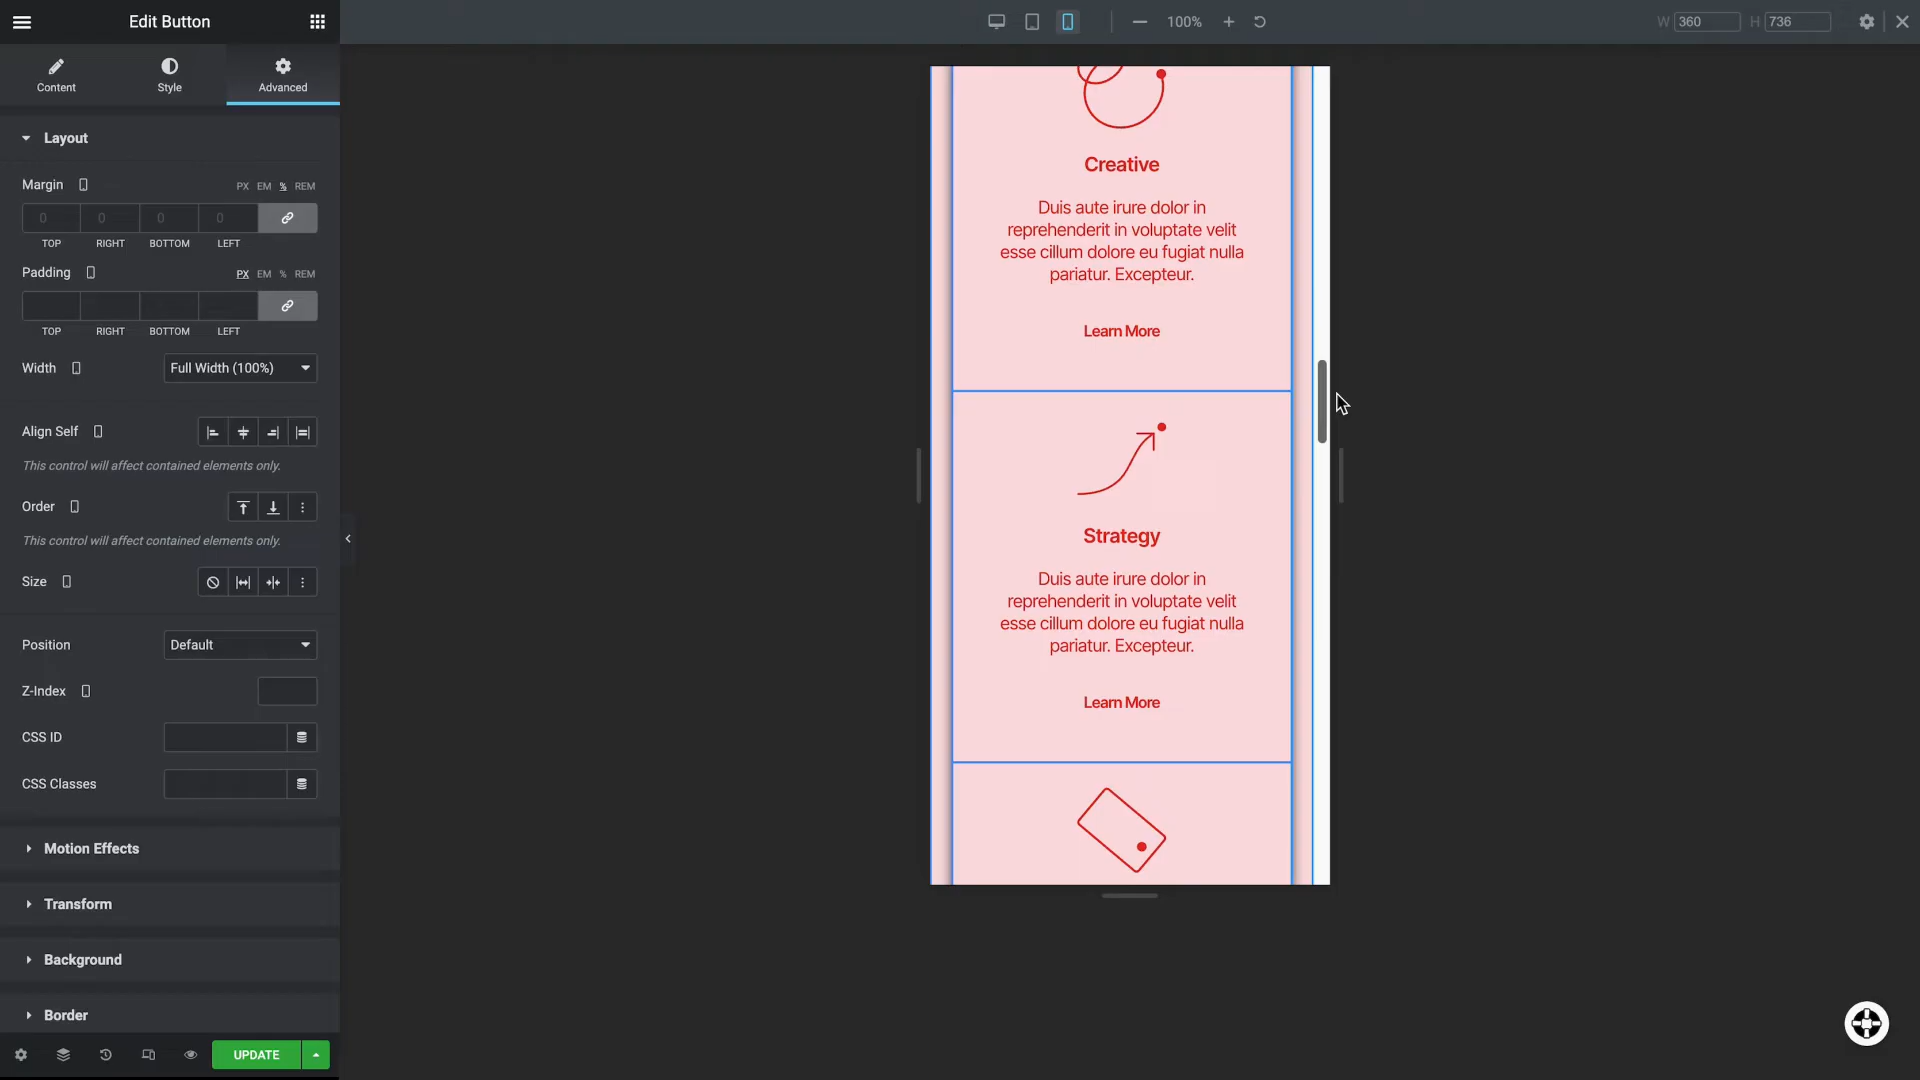 Edit Button
100%
W 360
H 736
Content
Style
Advanced
Layout
Margin
PX EM % REM
0 0 0 0
TOP RIGHT BOTTOM LEFT
Padding
PX EM % REM
TOP RIGHT BOTTOM LEFT
Width
Full Width (100%)
Align Self
This control will affect contained elements only.
Order
This control will affect contained elements only.
Size
Position
Default
Z-Index
CSS ID
CSS Classes
Motion Effects
Transform
Background
Border
UPDATE
Creative
Duis aute irure dolor in
reprehenderit in voluptate velit
esse cillum dolore eu fugiat nulla
pariatur. Excepteur.
Learn More
Strategy
Duis aute irure dolor in
reprehenderit in voluptate velit
esse cillum dolore eu fugiat nulla
pariatur. Excepteur.
Learn More